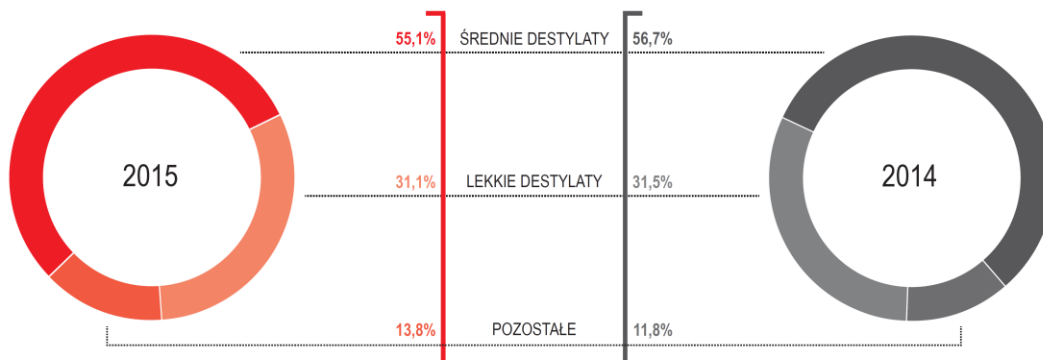 55,1% ŚREDNIE DESTYLATY 56,7%
2015
31,1% LEKKIE DESTYLATY 31,5%
2014
13,8% POZOSTAŁE 11,8%